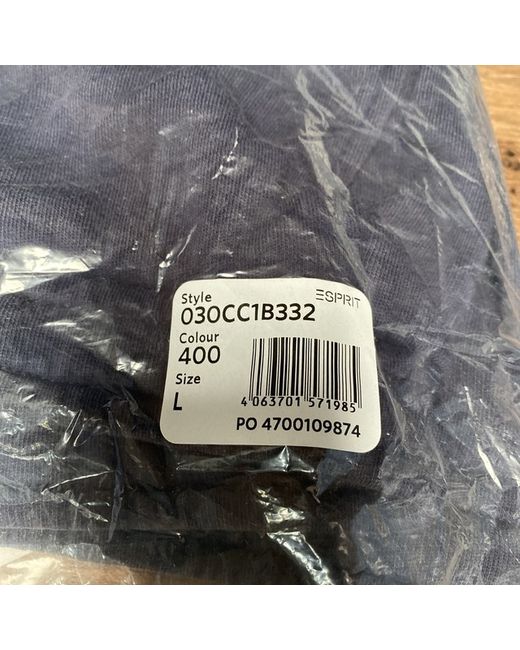 Style
ESPRIT
030CC1B332
Colour
400
Size
L
4 063701 571985
PO 4700109874